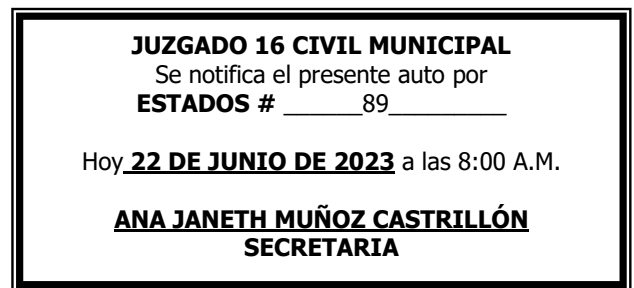 JUZGADO 16 CIVIL MUNICIPAL
Se notifica el presente auto por
ESTADOS # ______89_________
Hoy 22 DE JUNIO DE 2023 a las 8:00 A.M.
ANA JANETH MUÑOZ CASTRILLÓN
SECRETARIA